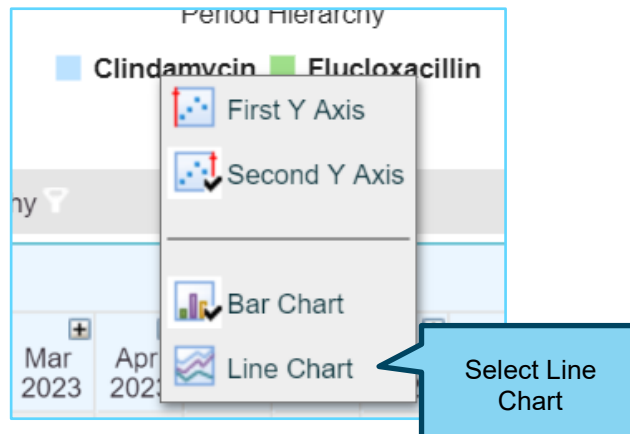 Period Hierarchy
Clindamycin Flucloxacillin
First Y Axis
Second Y Axis
hy
Bar Chart
Line Chart
Mar
2023
Apr
202
Select Line
Chart